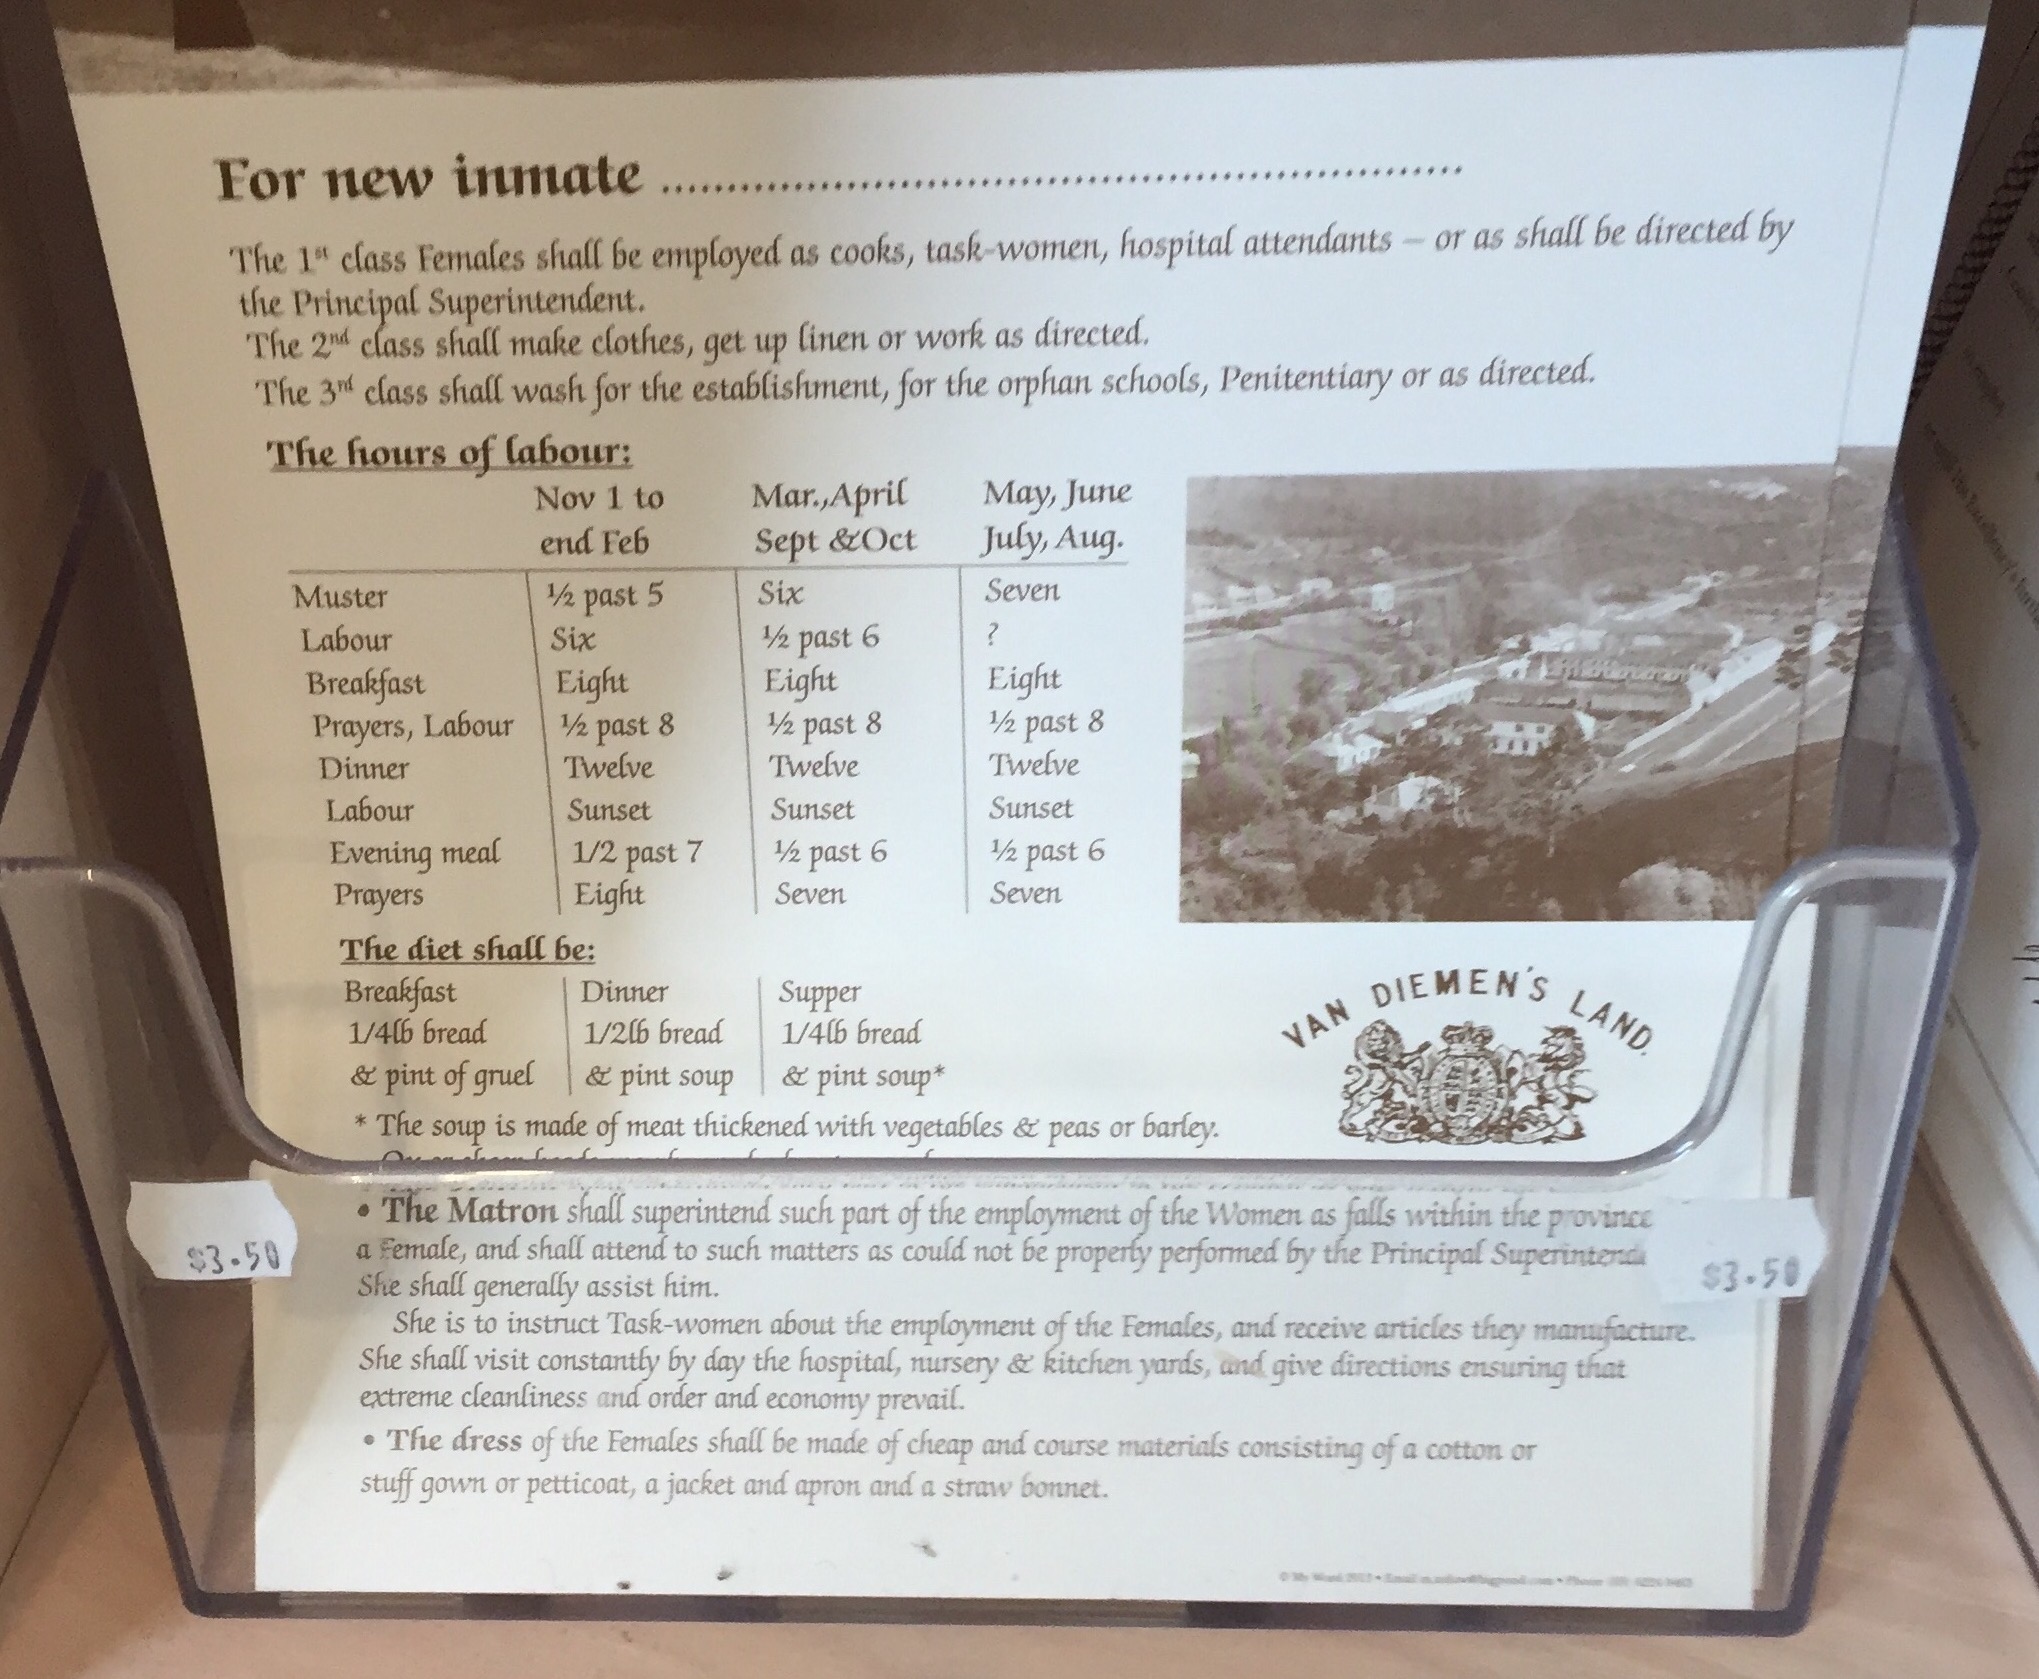 For new inmate ..............................................................
The 1st class Females shall be employed as cooks, task-women, hospital attendants – or as shall be directed by
the Principal Superintendent.
The 2nd class shall make clothes, get up linen or work as directed.
The 3rd class shall wash for the establishment, for the orphan schools, Penitentiary or as directed.
The hours of labour:
Nov 1 to Mar.,April May, June
end Feb Sept &Oct July, Aug.
Muster ½ past 5 Six Seven
Labour Six ½ past 6 ?
Breakfast Eight Eight Eight
Prayers, Labour ½ past 8 ½ past 8 ½ past 8
Dinner Twelve Twelve Twelve
Labour Sunset Sunset Sunset
Evening meal 1/2 past 7 ½ past 6 ½ past 6
Prayers Eight Seven Seven
The diet shall be:
Breakfast Dinner Supper
1/4lb bread 1/2lb bread 1/4lb bread
& pint of gruel & pint soup & pint soup*
* The soup is made of meat thickened with vegetables & peas or barley.
VAN DIEMEN'S LAND.
• The Matron shall superintend such part of the employment of the Women as falls within the province
a Female, and shall attend to such matters as could not be properly performed by the Principal
She shall generally assist him.
She is to instruct Task-women about the employment of the Females, and receive articles they manufacture.
She shall visit constantly by day the hospital, nursery & kitchen yards, and give directions ensuring that
extreme cleanliness and order and economy prevail.
• The dress of the Females shall be made of cheap and course materials consisting of a cotton or
stuff gown or petticoat, a jacket and apron and a straw bonnet.
$3.50
$3.50